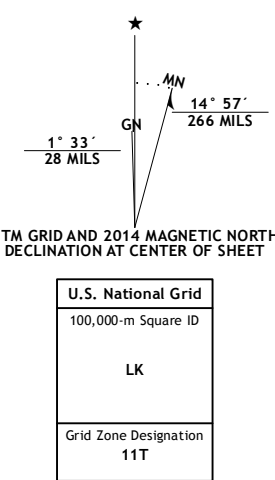 MN
GN
14° 57´
266 MILS
1° 33´
28 MILS
TM GRID AND 2014 MAGNETIC NORTH
DECLINATION AT CENTER OF SHEET
U.S. National Grid
100,000-m Square ID
LK
Grid Zone Designation
11T